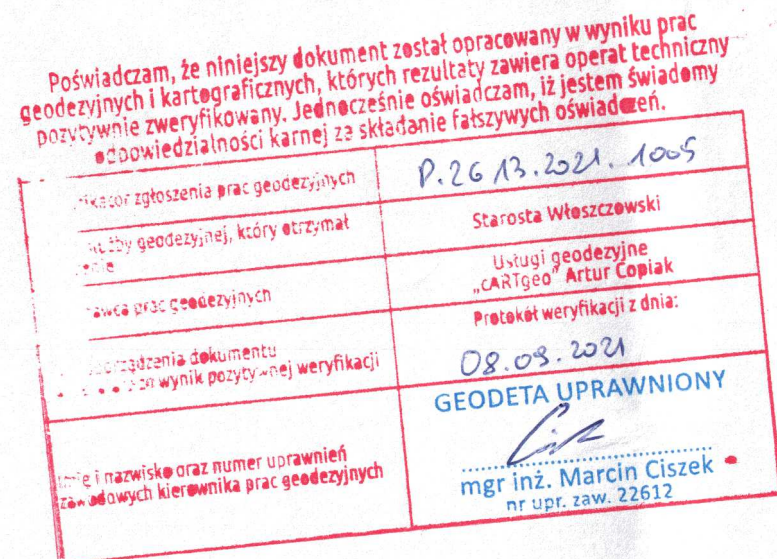 Poświadczam, że niniejszy dokument został opracowany w wyniku prac
geodezyjnych i kartograficznych, których rezultaty zawiera operat techniczny
pozytywnie zweryfikowany. Jednocześnie oświadczam, iż jestem świadomy
odpowiedzialności karnej za składanie fałszywych oświadczeń.
zgłoszenia prac geodezyjnych
P.2613.2021.1005
geodezyjnej, który otrzymał
Starosta Włoszczowski
prac geodezyjnych
Usługi geodezyjne
„cARTgeo” Artur Copiak
dokumentu
wynik pozytywnej weryfikacji
Protokół weryfikacji z dnia:
08.09.2021
i nazwisko oraz numer uprawnień
zawodowych kierownika prac geodezyjnych
GEODETA UPRAWNIONY
mgr inż. Marcin Ciszek
nr upr. zaw. 22612